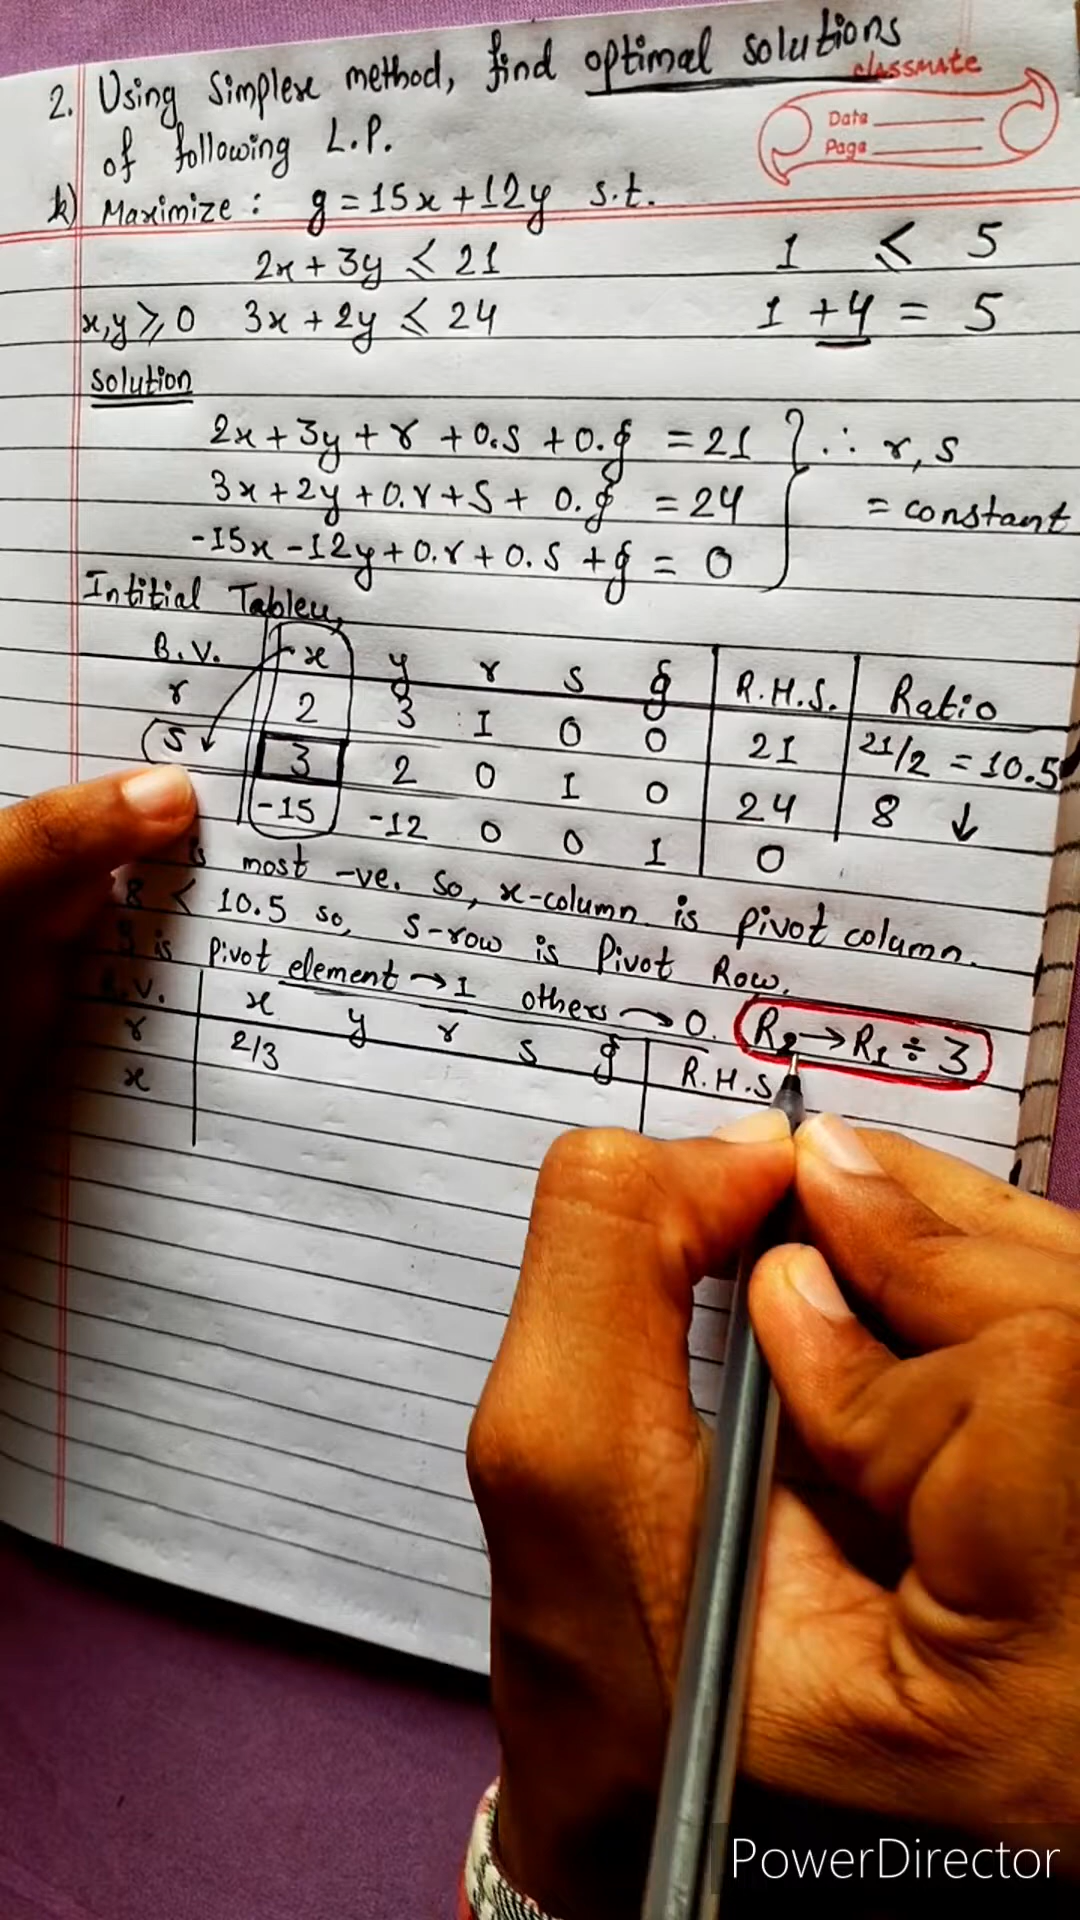 2. Using Simplex method, find optimal solutions
classmate
Date
Page
of following L.P.
k) Maximize : g = 15x + 12y s.t.
2x + 3y ≤ 21 1 ≤ 5
x, y ≥ 0 3x + 2y ≤ 24 1 + 4 = 5
Solution
2x + 3y + r + 0.s + 0.g = 21 } ∴ r, s
3x + 2y + 0.r + s + 0.g = 24 = constant
-15x - 12y + 0.r + 0.s + g = 0
Intitial Tableu,
B.V. x y r s g R.H.S. Ratio
r 2 3 1 0 0 21 21/2 = 10.5
s 3 2 0 1 0 24 8 ↓
-15 -12 0 0 1 0
is most -ve. so, x-column is pivot column.
8 < 10.5 so, s-row is Pivot Row.
is Pivot element → 1 others → 0. R2 → R1 ÷ 3
.V. x y r s g R.H.S
r 2/3
x
PowerDirector